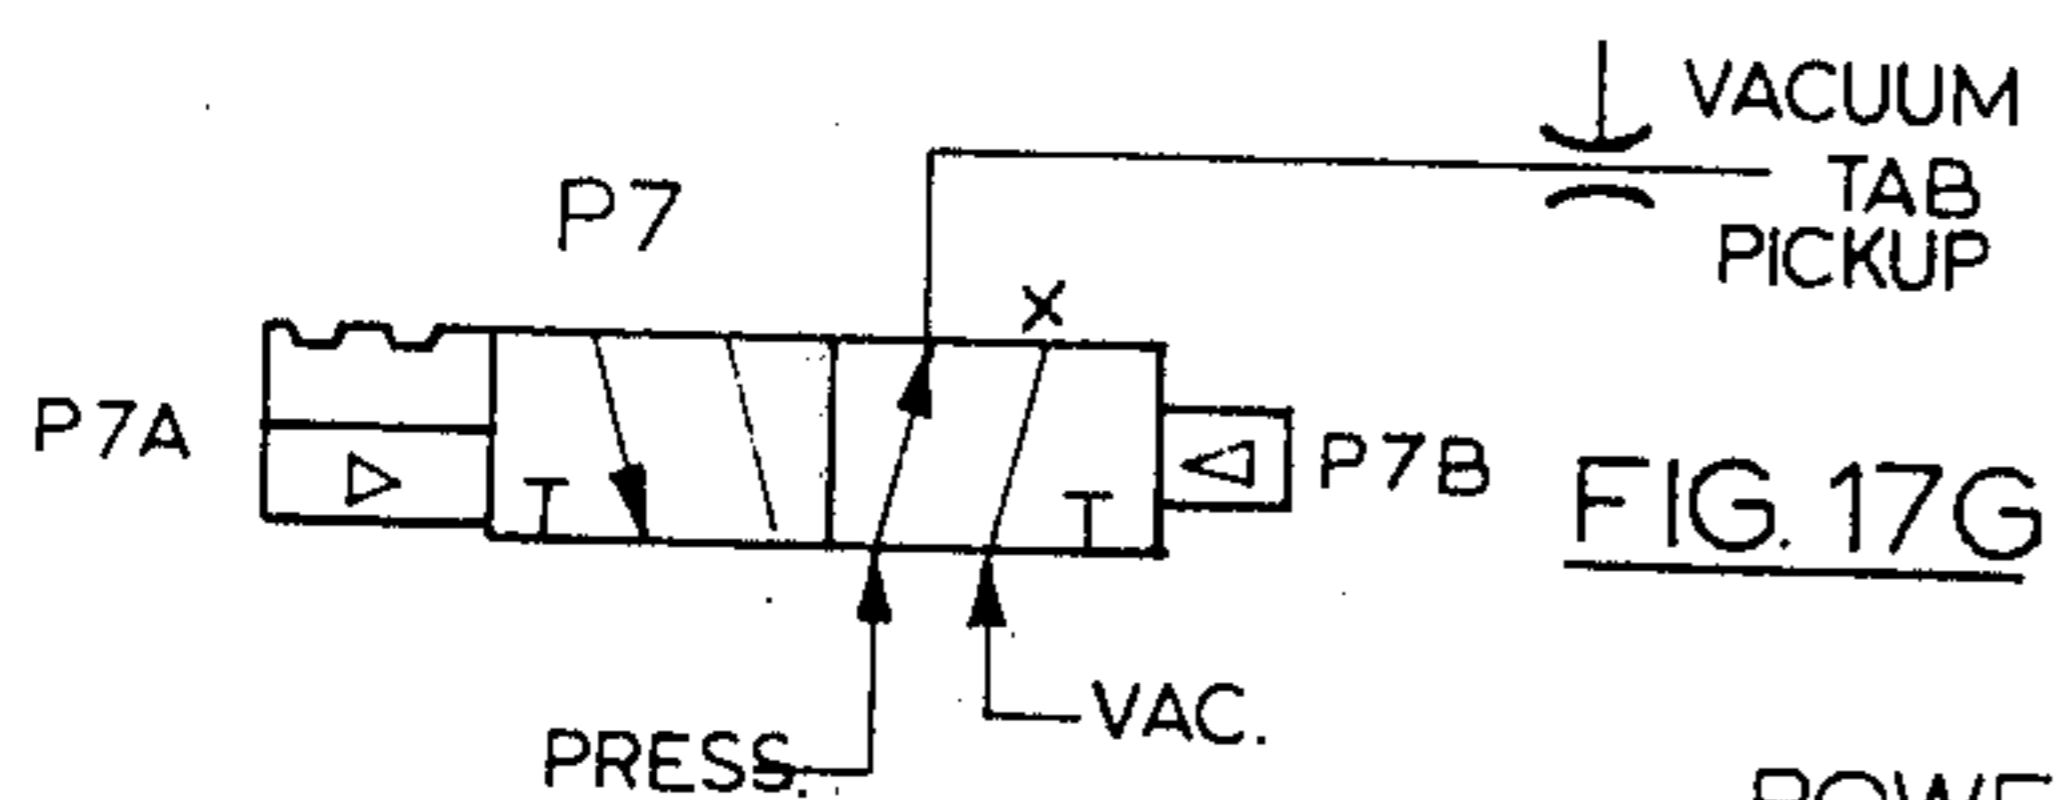 VACUUM
TAB
PICKUP
P7
X
P7A
P7B
FIG. 17G
VAC.
PRESS.